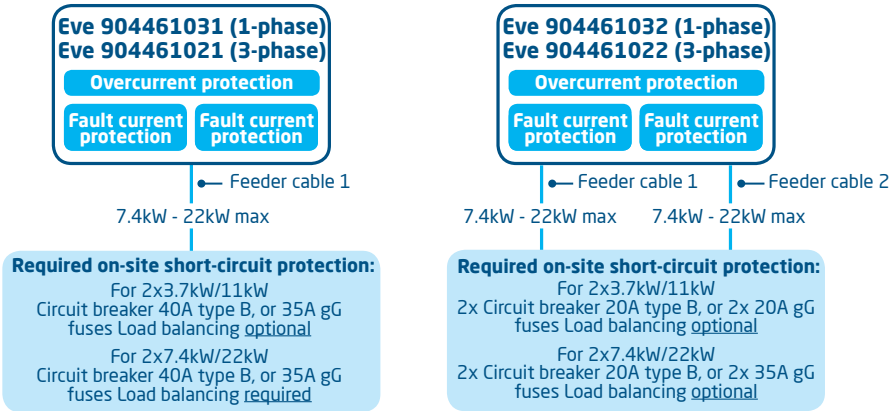 Eve 904461031 (1-phase)
Eve 904461021 (3-phase)
Overcurrent protection
Fault current
protection
Fault current
protection
Feeder cable 1
7.4kW - 22kW max
Required on-site short-circuit protection:
For 2x3.7kW/11kW
Circuit breaker 40A type B, or 35A gG
fuses Load balancing optional
For 2x7.4kW/22kW
Circuit breaker 40A type B, or 35A gG
fuses Load balancing required
Eve 904461032 (1-phase)
Eve 904461022 (3-phase)
Overcurrent protection
Fault current
protection
Fault current
protection
Feeder cable 1
Feeder cable 2
7.4kW - 22kW max
7.4kW - 22kW max
Required on-site short-circuit protection:
For 2x3.7kW/11kW
2x Circuit breaker 20A type B, or 2x 20A gG
fuses Load balancing optional
For 2x7.4kW/22kW
2x Circuit breaker 20A type B, or 2x 35A gG
fuses Load balancing optional